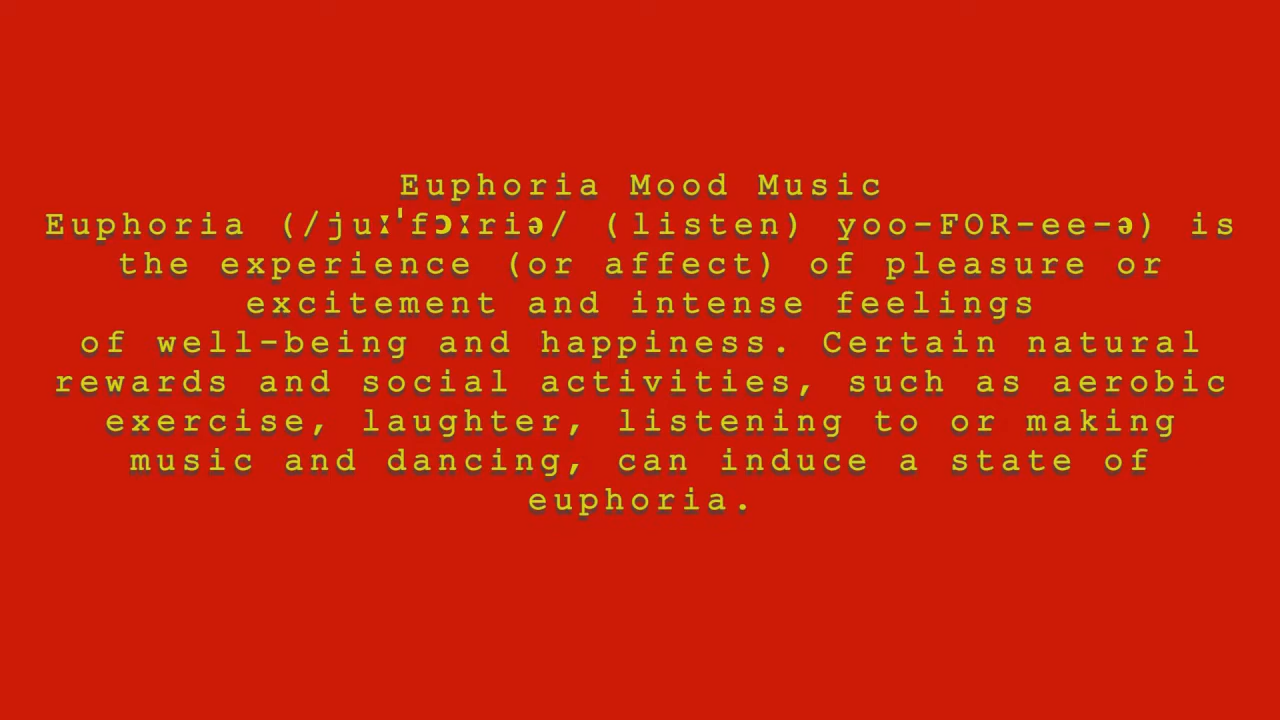 Euphoria Mood Music
Euphoria (/juːˈfɔːriə/ (listen) yoo-FOR-ee-ə) is
the experience (or affect) of pleasure or
excitement and intense feelings
of well-being and happiness. Certain natural
rewards and social activities, such as aerobic
exercise, laughter, listening to or making
music and dancing, can induce a state of
euphoria.